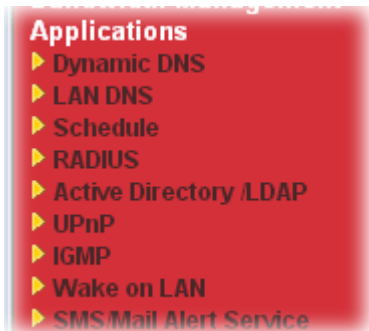 Applications
Dynamic DNS
LAN DNS
Schedule
RADIUS
Active Directory /LDAP
UPnP
IGMP
Wake on LAN
SMS/Mail Alert Service